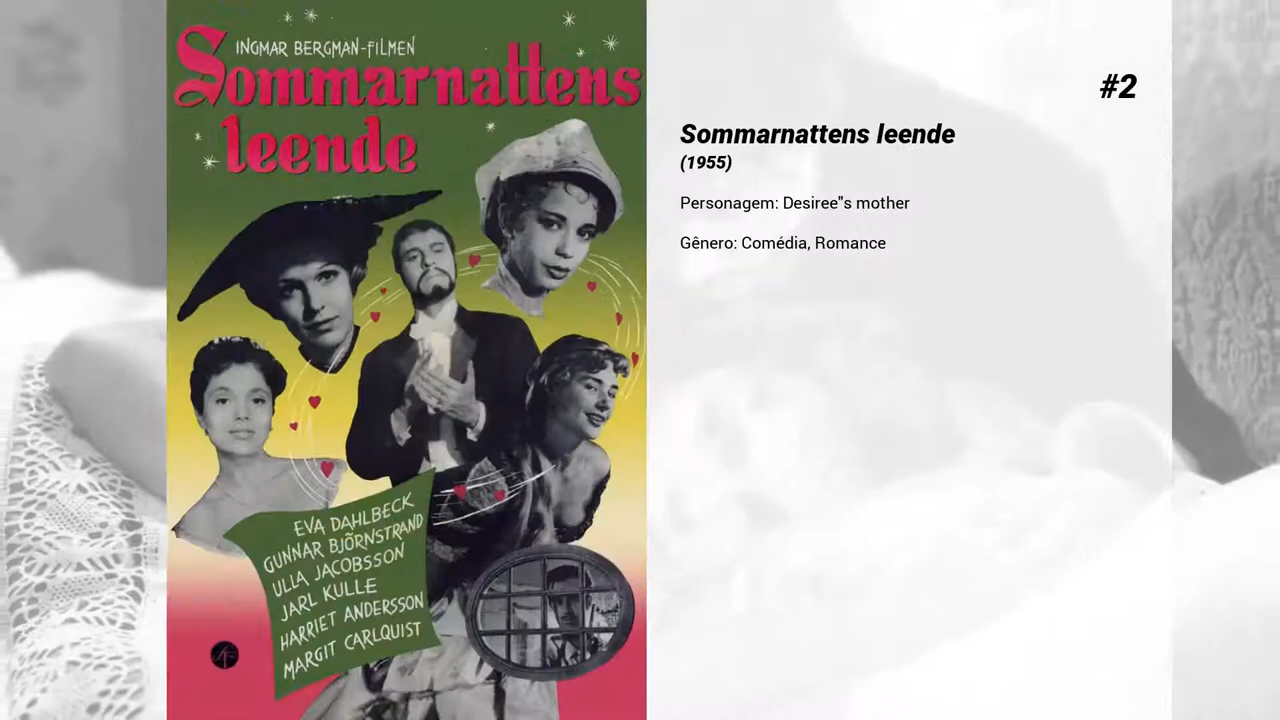 INGMAR BERGMAN-FILMEN
Sommarnattens
leende
EVA DAHLBECK
GUNNAR BJÖRNSTRAND
ULLA JACOBSSON
JARL KULLE
HARRIET ANDERSSON
MARGIT CARLQUIST
#2
Sommarnattens leende
(1955)
Personagem: Desiree"s mother
Gênero: Comédia, Romance